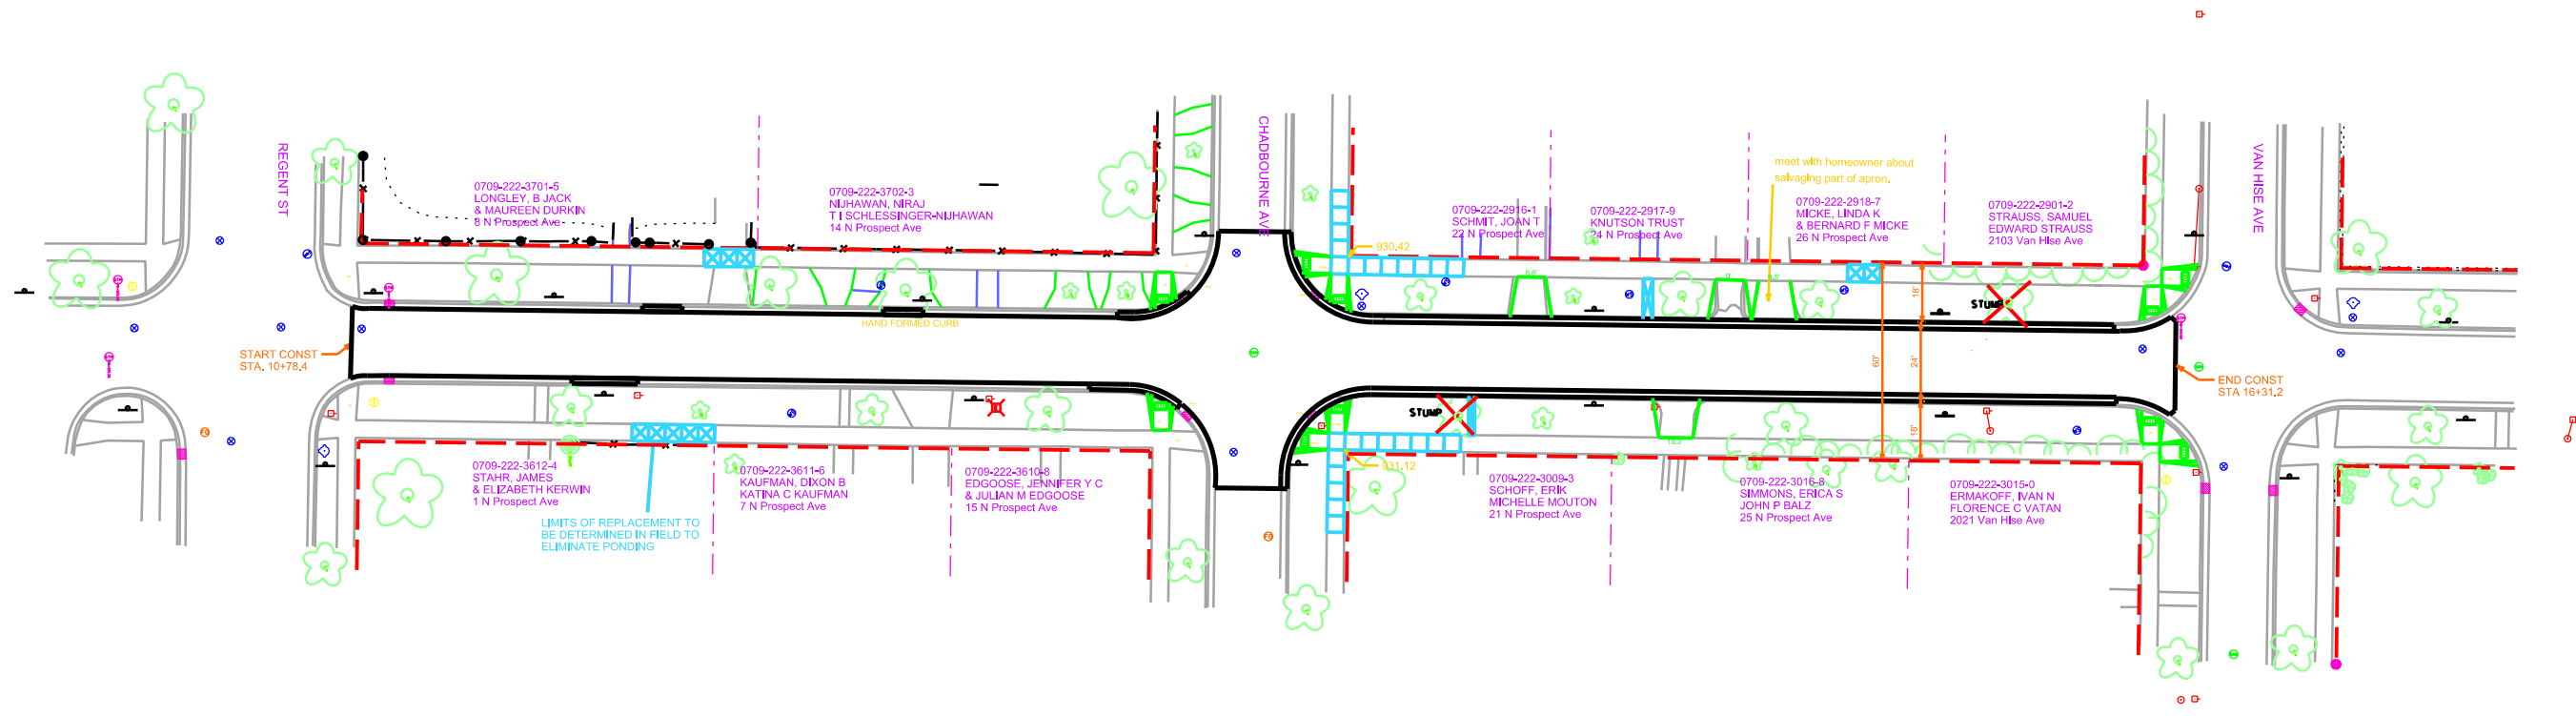 REGENT ST
CHADBOURNE AVE
VAN HISE AVE
0709-222-3701-5
LONGLEY, B JACK
& MAUREEN DURKIN
8 N Prospect Ave
0709-222-3702-3
NIJHAWAN, NIRAJ
T I SCHLESSINGER-NIJHAWAN
14 N Prospect Ave
0709-222-2916-1
SCHMIT, JOAN T
22 N Prospect Ave
0709-222-2917-9
KNUTSON TRUST
24 N Prospect Ave
meet with homeowner about
salvaging part of apron.
0709-222-2918-7
MICKE, LINDA K
& BERNARD F MICKE
26 N Prospect Ave
0709-222-2901-2
STRAUSS, SAMUEL
EDWARD STRAUSS
2103 Van Hise Ave
930.42
18'
STUMP
HAND FORMED CURB
START CONST
STA. 10+78.4
60'
24'
END CONST
STA 16+31.2
STUMP
18'
931.12
0709-222-3612-4
STAHR, JAMES
& ELIZABETH KERWIN
1 N Prospect Ave
0709-222-3611-6
KAUFMAN, DIXON B
KATINA C KAUFMAN
7 N Prospect Ave
0709-222-3610-8
EDGOOSE, JENNIFER Y C
& JULIAN M EDGOOSE
15 N Prospect Ave
0709-222-3009-3
SCHOFF, ERIK
MICHELLE MOUTON
21 N Prospect Ave
0709-222-3016-8
SIMMONS, ERICA S
JOHN P BALZ
25 N Prospect Ave
0709-222-3015-0
ERMAKOFF, IVAN N
FLORENCE C VATAN
2021 Van Hise Ave
LIMITS OF REPLACEMENT TO
BE DETERMINED IN FIELD TO
ELIMINATE PONDING